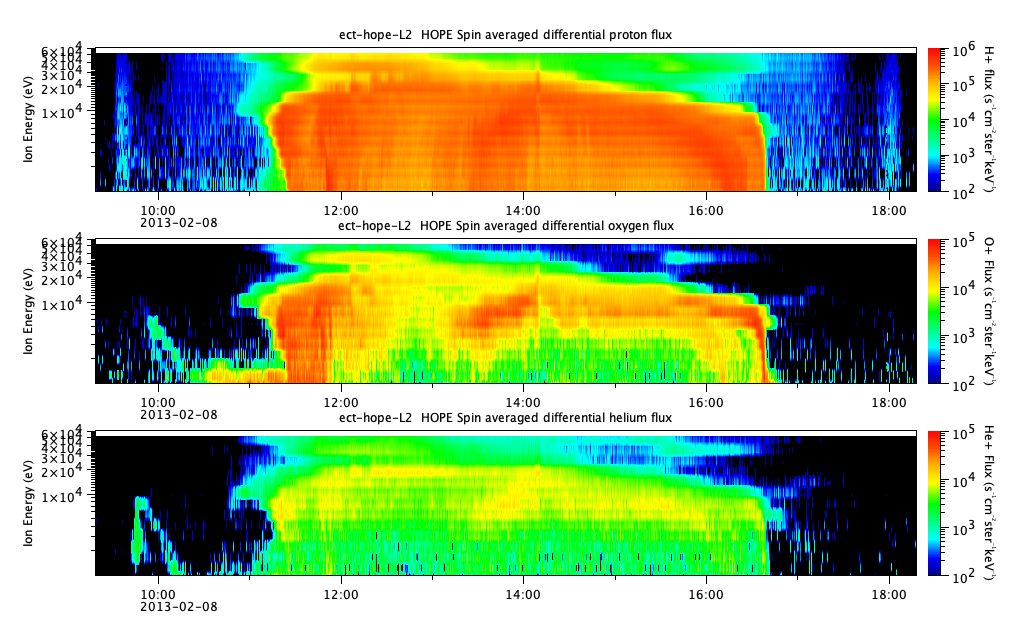 ect-hope-L2 HOPE Spin averaged differential proton flux
Ion Energy (eV)
6×10⁴
4×10⁴
3×10⁴
2×10⁴
1×10⁴
10:00 12:00 14:00 16:00 18:00
2013-02-08
10⁶
10⁵
10⁴
10³
10²
H+ flux (s⁻¹cm⁻²ster⁻¹keV⁻¹)
ect-hope-L2 HOPE Spin averaged differential oxygen flux
Ion Energy (eV)
6×10⁴
4×10⁴
3×10⁴
2×10⁴
1×10⁴
10:00 12:00 14:00 16:00 18:00
2013-02-08
10⁵
10⁴
10³
10²
O+ Flux (s⁻¹cm⁻²ster⁻¹keV⁻¹)
ect-hope-L2 HOPE Spin averaged differential helium flux
Ion Energy (eV)
6×10⁴
4×10⁴
3×10⁴
2×10⁴
1×10⁴
10:00 12:00 14:00 16:00 18:00
2013-02-08
10⁵
10⁴
10³
10²
He+ Flux (s⁻¹cm⁻²ster⁻¹keV⁻¹)